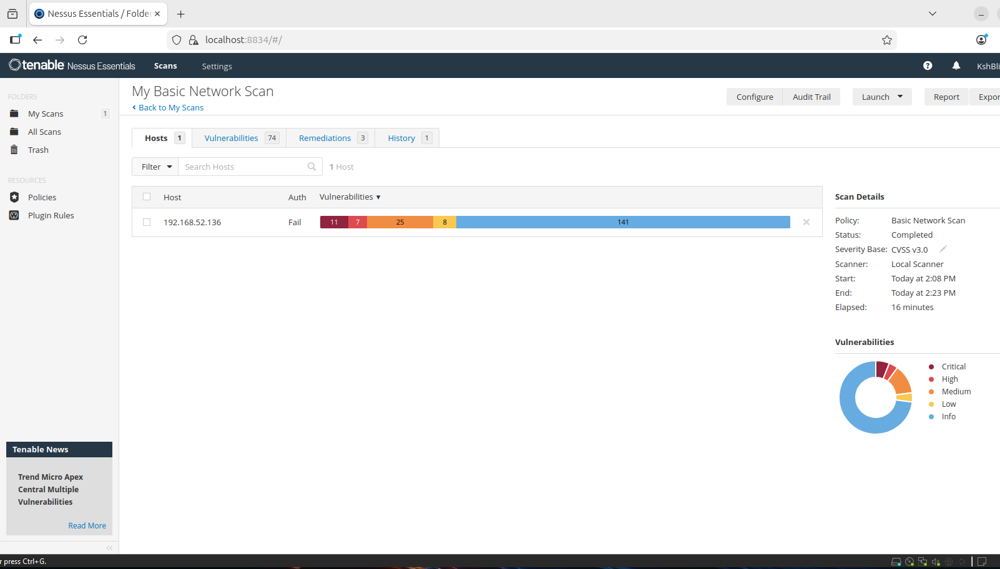 Nessus Essentials / Folder
localhost:8834/#/
tenable Nessus Essentials
Scans
Settings
KshBli
FOLDERS
My Scans 1
All Scans
Trash
RESOURCES
Policies
Plugin Rules
Tenable News
Trend Micro Apex
Central Multiple
Vulnerabilities
Read More
My Basic Network Scan
Back to My Scans
Configure
Audit Trail
Launch
Report
Expor
Hosts 1
Vulnerabilities 74
Remediations 3
History 1
Filter
Search Hosts
1 Host
Host Auth Vulnerabilities
192.168.52.136 Fail 11 7 25 8 141
Scan Details
Policy: Basic Network Scan
Status: Completed
Severity Base: CVSS v3.0
Scanner: Local Scanner
Start: Today at 2:08 PM
End: Today at 2:23 PM
Elapsed: 16 minutes
Vulnerabilities
Critical
High
Medium
Low
Info
r press Ctrl+G.